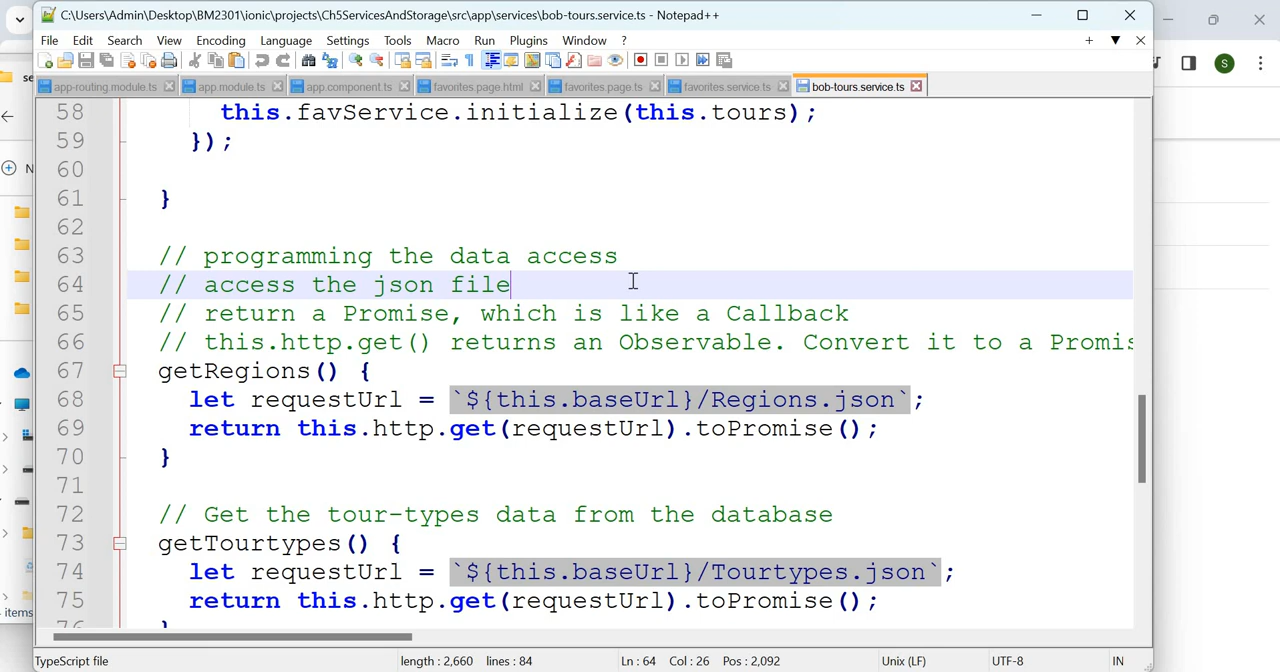 C:\Users\Admin\Desktop\BM2301\ionic\projects\Ch5ServicesAndStorage\src\app\services\bob-tours.service.ts - Notepad++
File Edit Search View Encoding Language Settings Tools Macro Run Plugins Window ?
app-routing.module.ts app.module.ts app.component.ts favorites.page.html favorites.page.ts favorites.service.ts bob-tours.service.ts
58 this.favService.initialize(this.tours);
59 });
60
61 }
62
63 // programming the data access
64 // access the json file
65 // return a Promise, which is like a Callback
66 // this.http.get() returns an Observable. Convert it to a Promis
67 getRegions() {
68 let requestUrl = `${this.baseUrl}/Regions.json`;
69 return this.http.get(requestUrl).toPromise();
70 }
71
72 // Get the tour-types data from the database
73 getTourtypes() {
74 let requestUrl = `${this.baseUrl}/Tourtypes.json`;
75 return this.http.get(requestUrl).toPromise();
76 }
TypeScript file length : 2,660 lines : 84 Ln : 64 Col : 26 Pos : 2,092 Unix (LF) UTF-8 IN
se
N
items
S